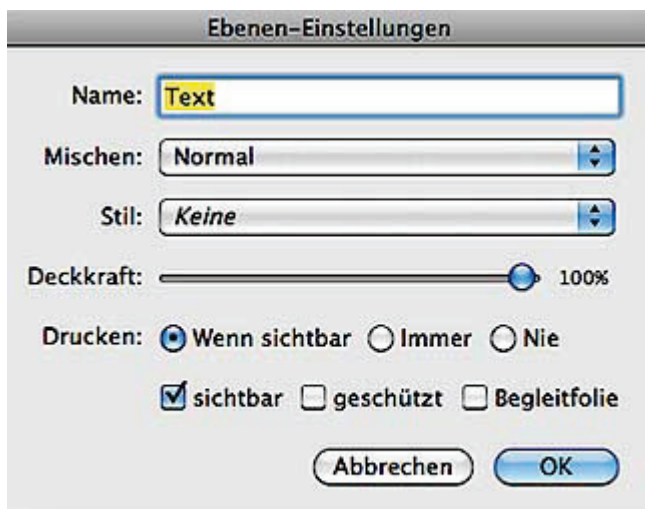 Ebenen-Einstellungen
Name: Text
Mischen: Normal
Stil: Keine
Deckkraft: 100%
Drucken: Wenn sichtbar Immer Nie
sichtbar geschützt Begleitfolie
Abbrechen OK